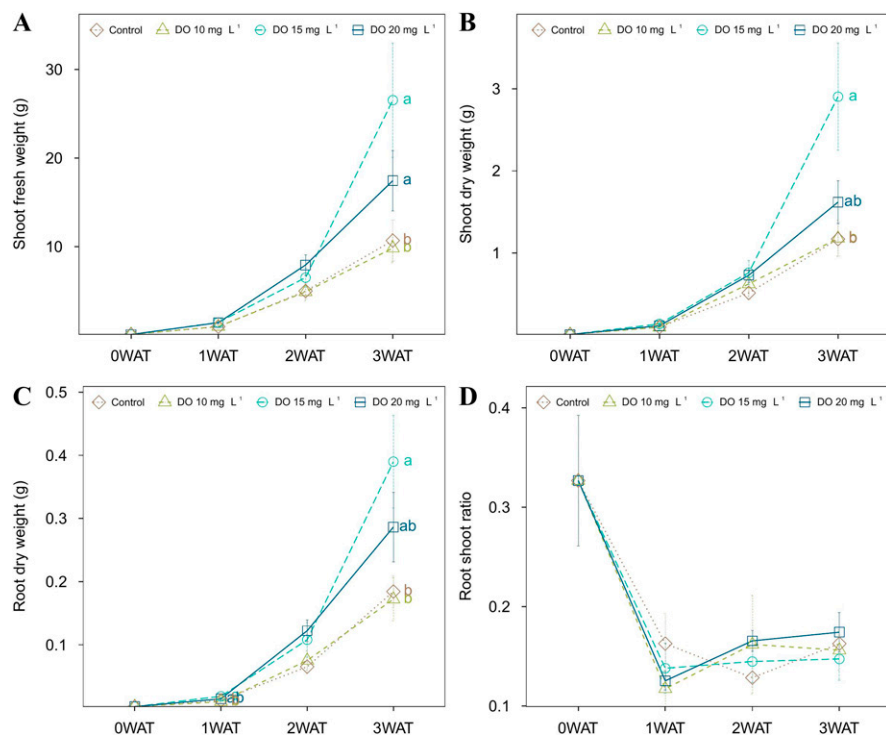 A
Control DO 10 mg L ¹ DO 15 mg L ¹ DO 20 mg L ¹
Shoot fresh weight (g)
30
20
10
a
a
b
b
0WAT 1WAT 2WAT 3WAT
B
Control DO 10 mg L ¹ DO 15 mg L ¹ DO 20 mg L ¹
Shoot dry weight (g)
3
2
1
a
ab
b
0WAT 1WAT 2WAT 3WAT
C
Control DO 10 mg L ¹ DO 15 mg L ¹ DO 20 mg L ¹
Root dry weight (g)
0.5
0.4
0.3
0.2
0.1
a
ab
b
b
ab
0WAT 1WAT 2WAT 3WAT
D
Control DO 10 mg L ¹ DO 15 mg L ¹ DO 20 mg L ¹
Root shoot ratio
0.4
0.3
0.2
0.1
0WAT 1WAT 2WAT 3WAT